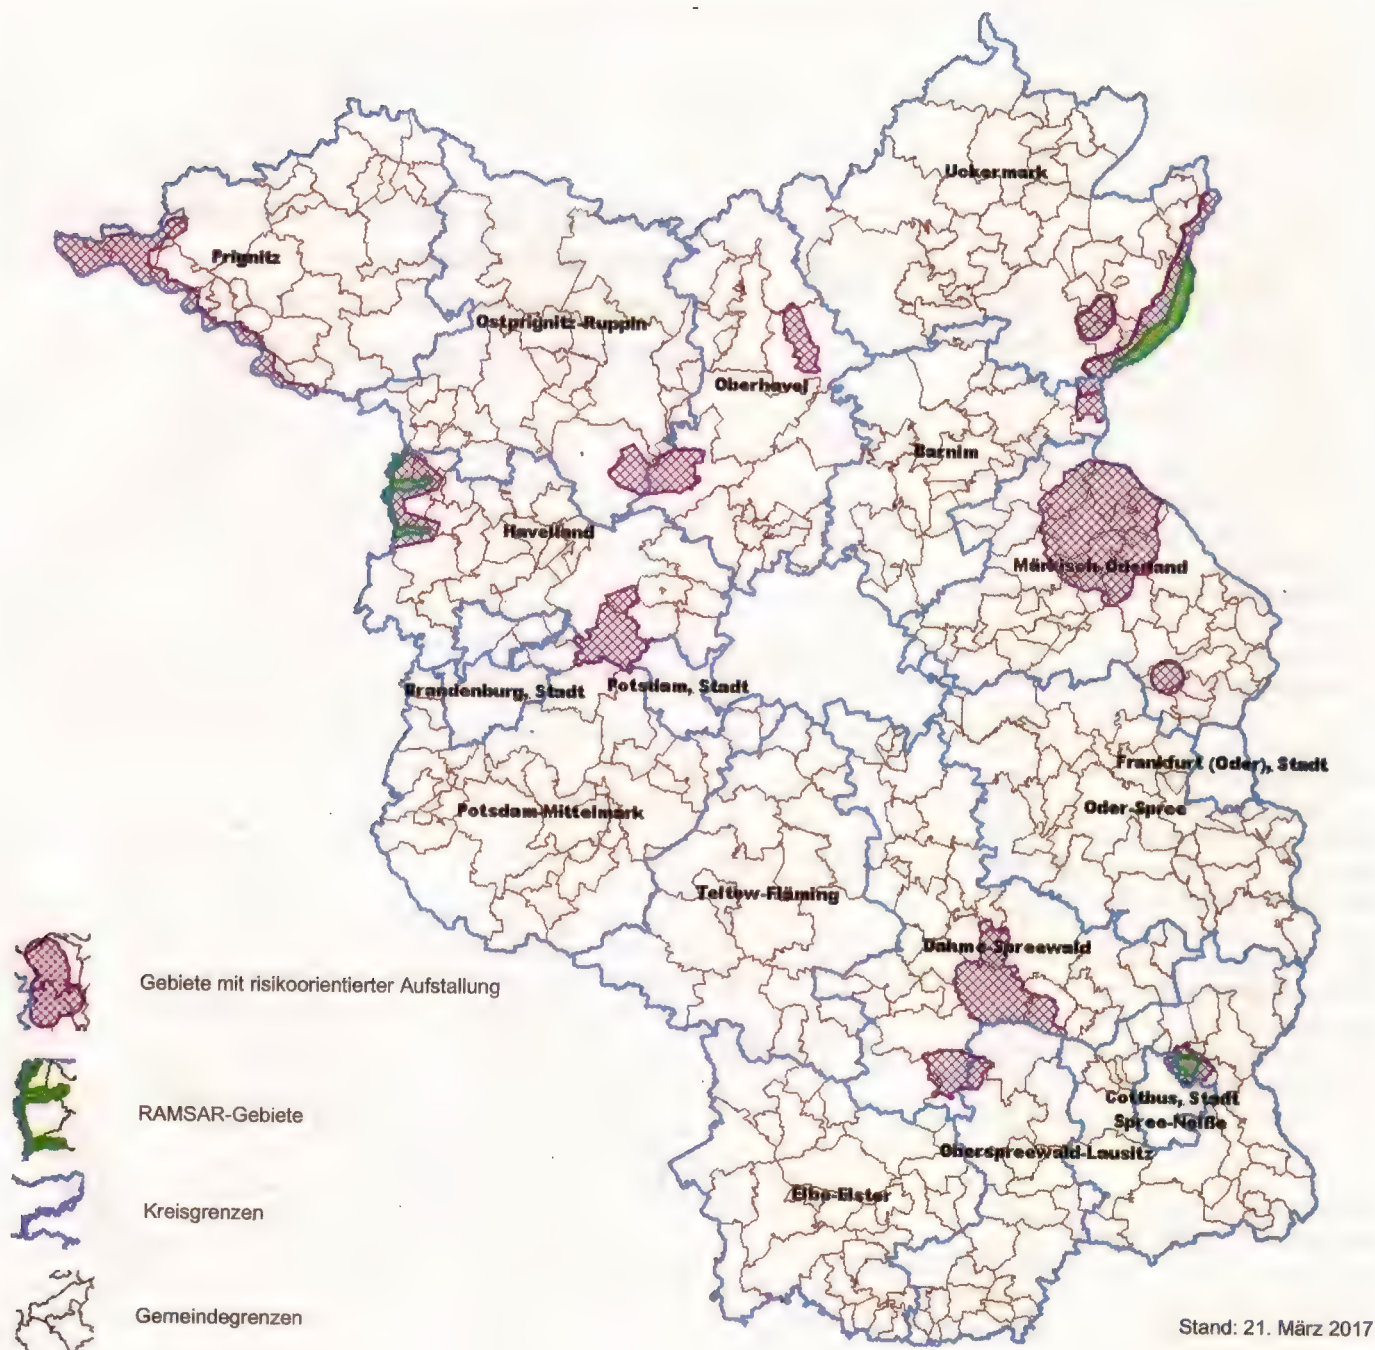 Uckermark
Prignitz
Ostprignitz-Ruppin
Oberhavel
Barnim
Havelland
Märkisch-Oderland
Brandenburg, Stadt
Potsdam, Stadt
Frankfurt (Oder), Stadt
Potsdam-Mittelmark
Oder-Spree
Teltow-Fläming
Dahme-Spreewald
Gebiete mit risikoorientierter Aufstallung
Cottbus, Stadt
RAMSAR-Gebiete
Spree-Neiße
Oberspreewald-Lausitz
Elbe-Elster
Kreisgrenzen
Gemeindegrenzen
Stand: 21. März 2017